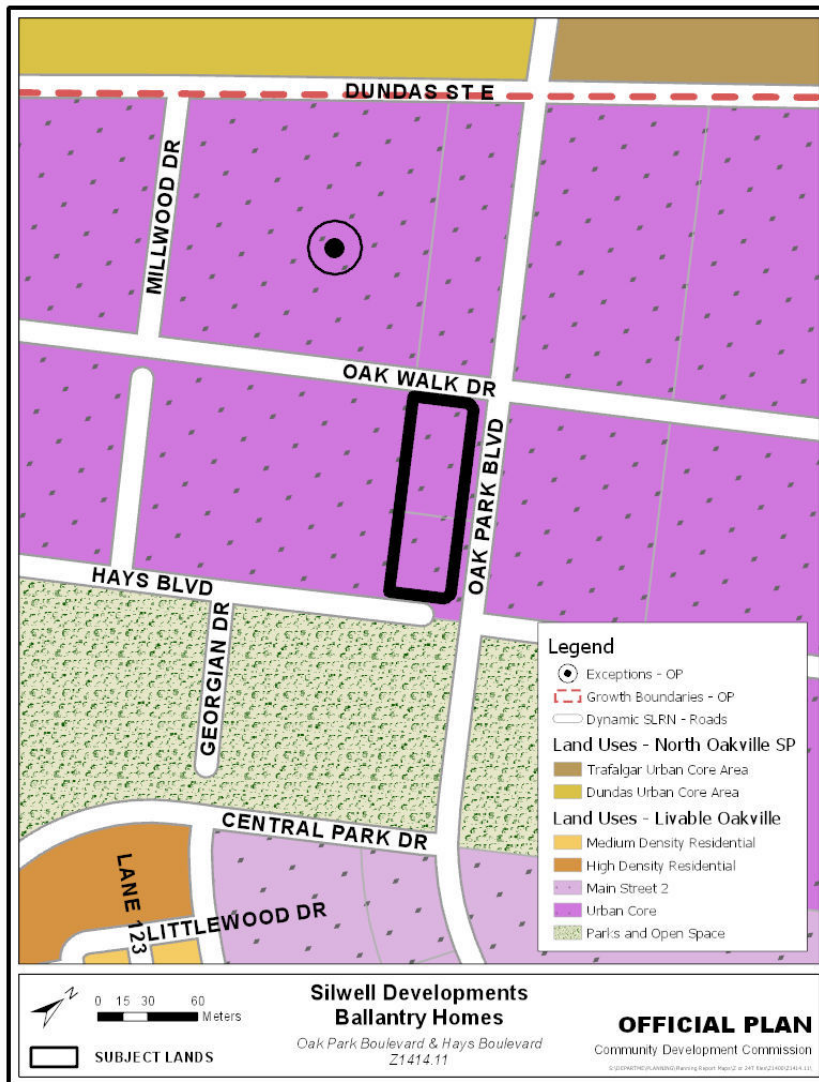 DUNDAS ST E
MILLWOOD DR
OAK WALK DR
OAK PARK BLVD
HAYS BLVD
GEORGIAN DR
CENTRAL PARK DR
LANE 123
LITTLEWOOD DR
Legend
Exceptions - OP
Growth Boundaries - OP
Dynamic SLRN - Roads
Land Uses - North Oakville SP
Trafalgar Urban Core Area
Dundas Urban Core Area
Land Uses - Livable Oakville
Medium Density Residential
High Density Residential
Main Street 2
Urban Core
Parks and Open Space
N
0 15 30 60
Meters
SUBJECT LANDS
Silwell Developments
Ballantry Homes
Oak Park Boulevard & Hays Boulevard
Z1414.11
OFFICIAL PLAN
Community Development Commission